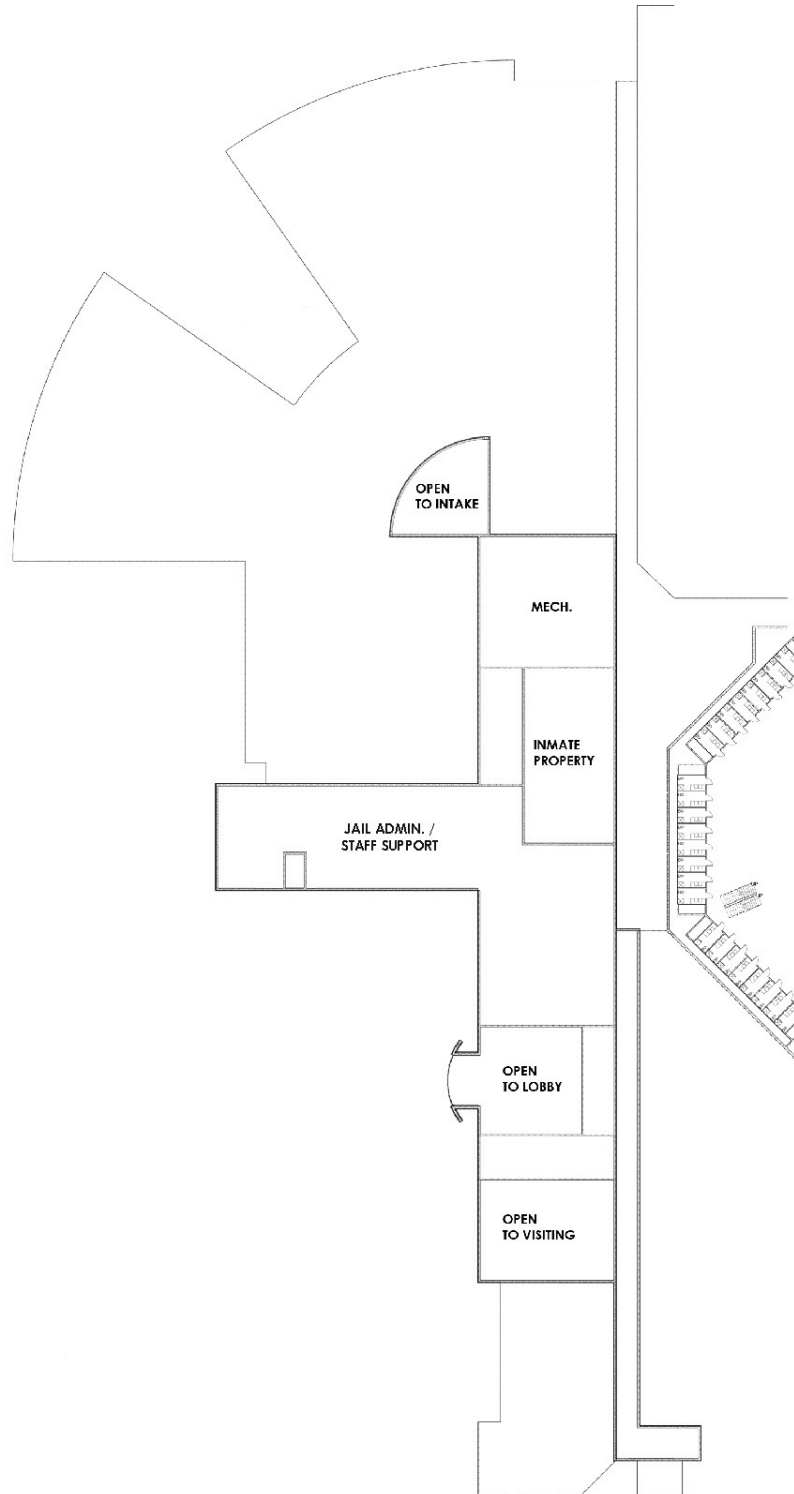 OPEN
TO INTAKE
MECH.
INMATE
PROPERTY
JAIL ADMIN. /
STAFF SUPPORT
OPEN
TO LOBBY
OPEN
TO VISITING